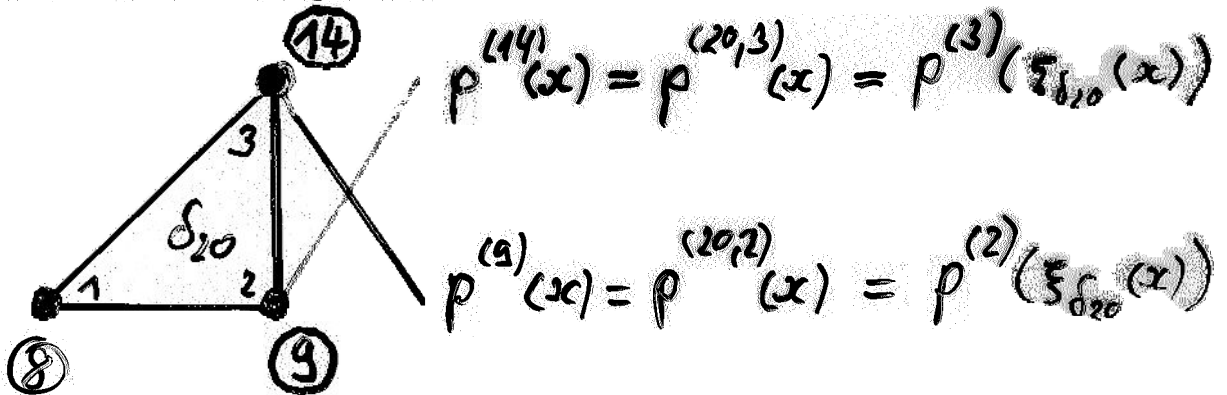 14
p^(14)(x) = p^(20,3)(x) = p^(3)(ξ_δ20(x))
3
δ20
1 2
p^(9)(x) = p^(20,2)(x) = p^(2)(ξ_δ20(x))
8 9